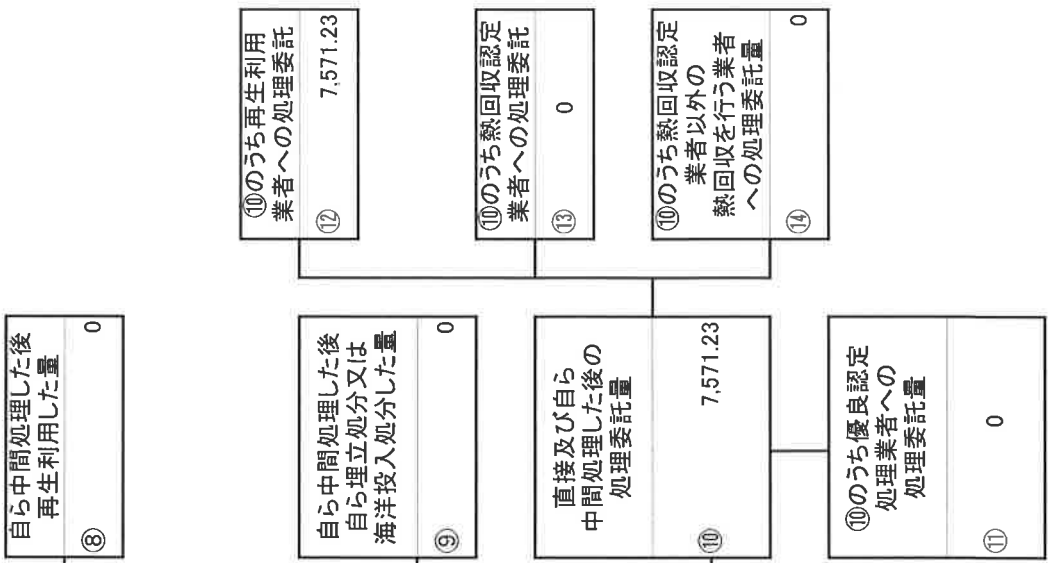 自ら中間処理した後
再生利用した量
⑧ 0
自ら中間処理した後
自ら埋立処分又は
海洋投入処分した量
⑨ 0
直接及び自ら
中間処理した後の
処理委託量
⑩ 7,571.23
⑩のうち優良認定
処理業者への
処理委託量
⑪ 0
⑩のうち再生利用
業者への処理委託
⑫ 7,571.23
⑩のうち熱回収認定
業者への処理委託
⑬ 0
⑩のうち熱回収認定
業者以外の
熱回収を行う業者
への処理委託量
⑭ 0